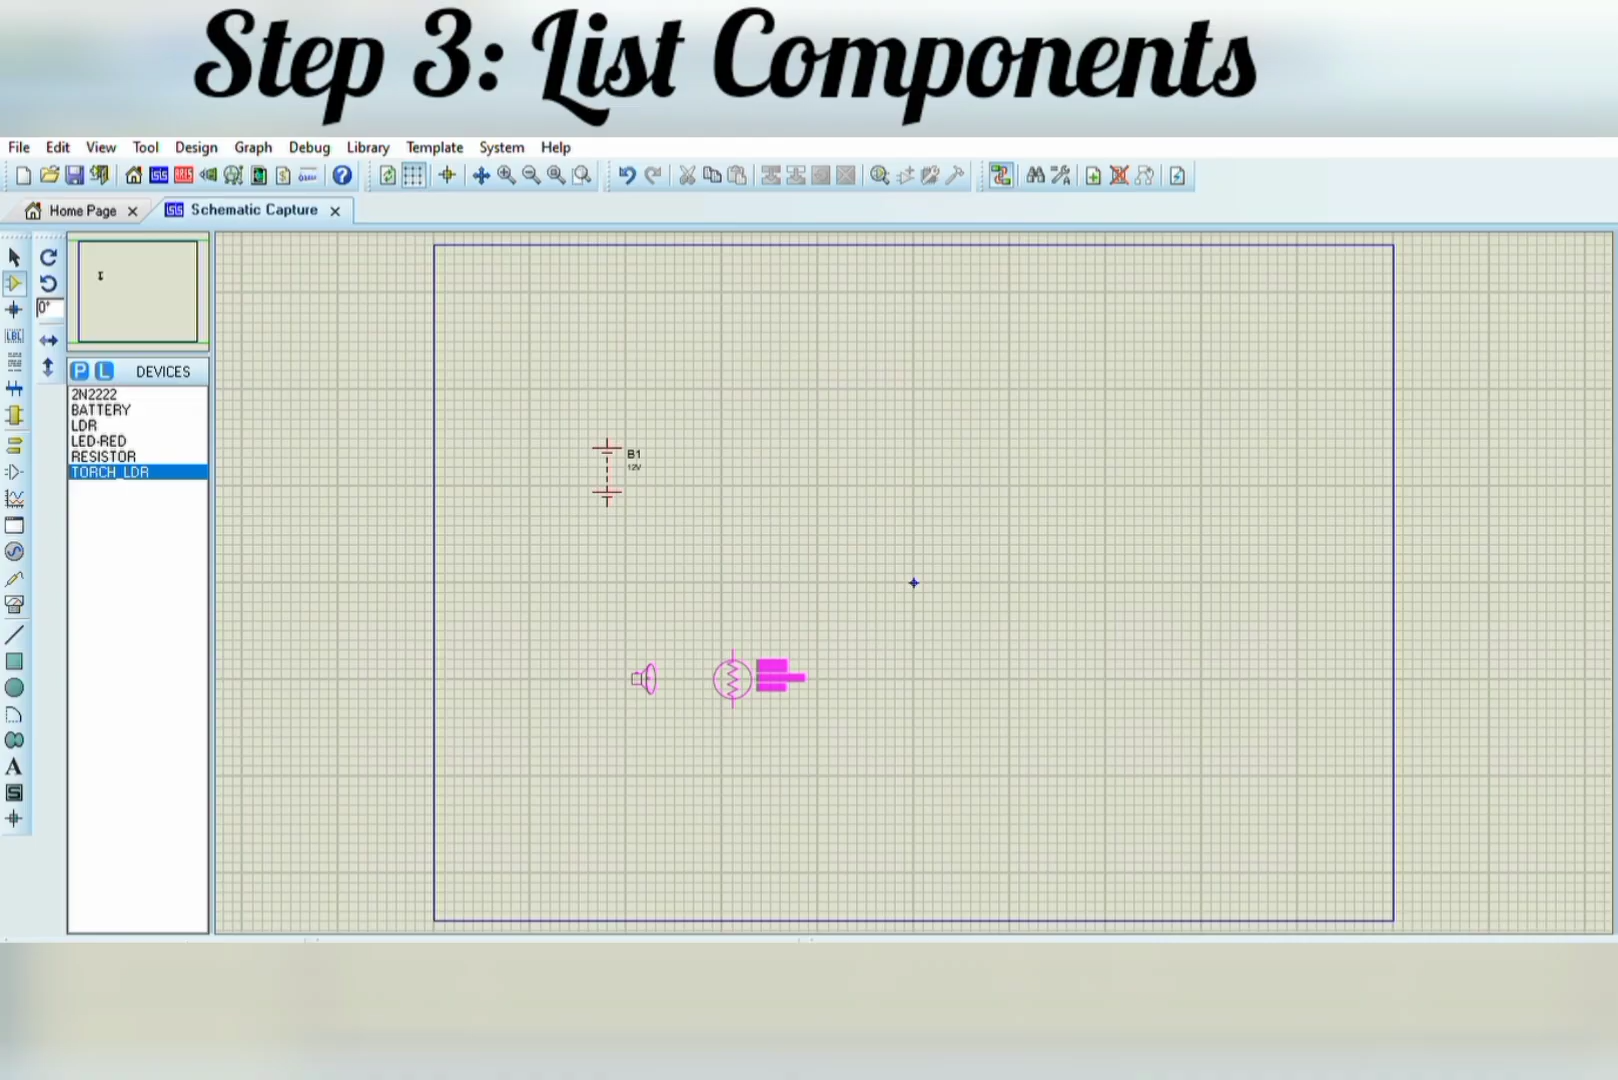 Step 3: List Components
File Edit View Tool Design Graph Debug Library Template System Help
Home Page Schematic Capture
0°
P L DEVICES
2N2222
BATTERY
LDR
LED-RED
RESISTOR
TORCH_LDR
LBL
A
S
B1
12V